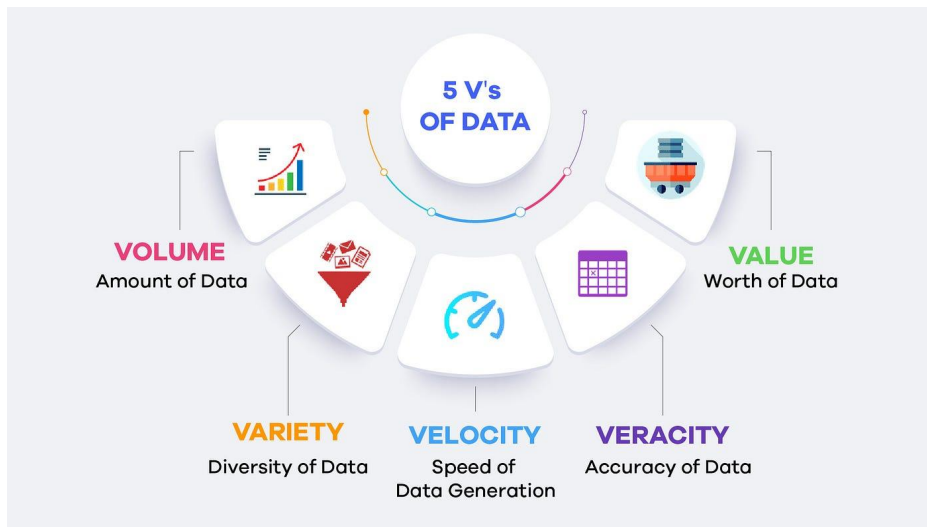 5 V's
OF DATA
VOLUME
Amount of Data
VARIETY
Diversity of Data
VELOCITY
Speed of
Data Generation
VERACITY
Accuracy of Data
VALUE
Worth of Data